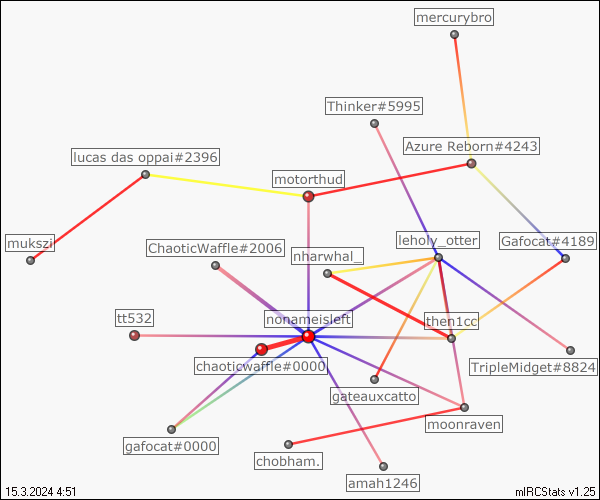 mercurybro
Thinker#5995
Azure Reborn#4243
lucas das oppai#2396
motorthud
mukszi
ChaoticWaffle#2006
nharwhal_
leholy_otter
Gafocat#4189
tt532
nonameisleft
then1cc
chaoticwaffle#0000
TripleMidget#8824
gateauxcatto
moonraven
gafocat#0000
chobham.
amah1246
15.3.2024 4:51
mIRCStats v1.25